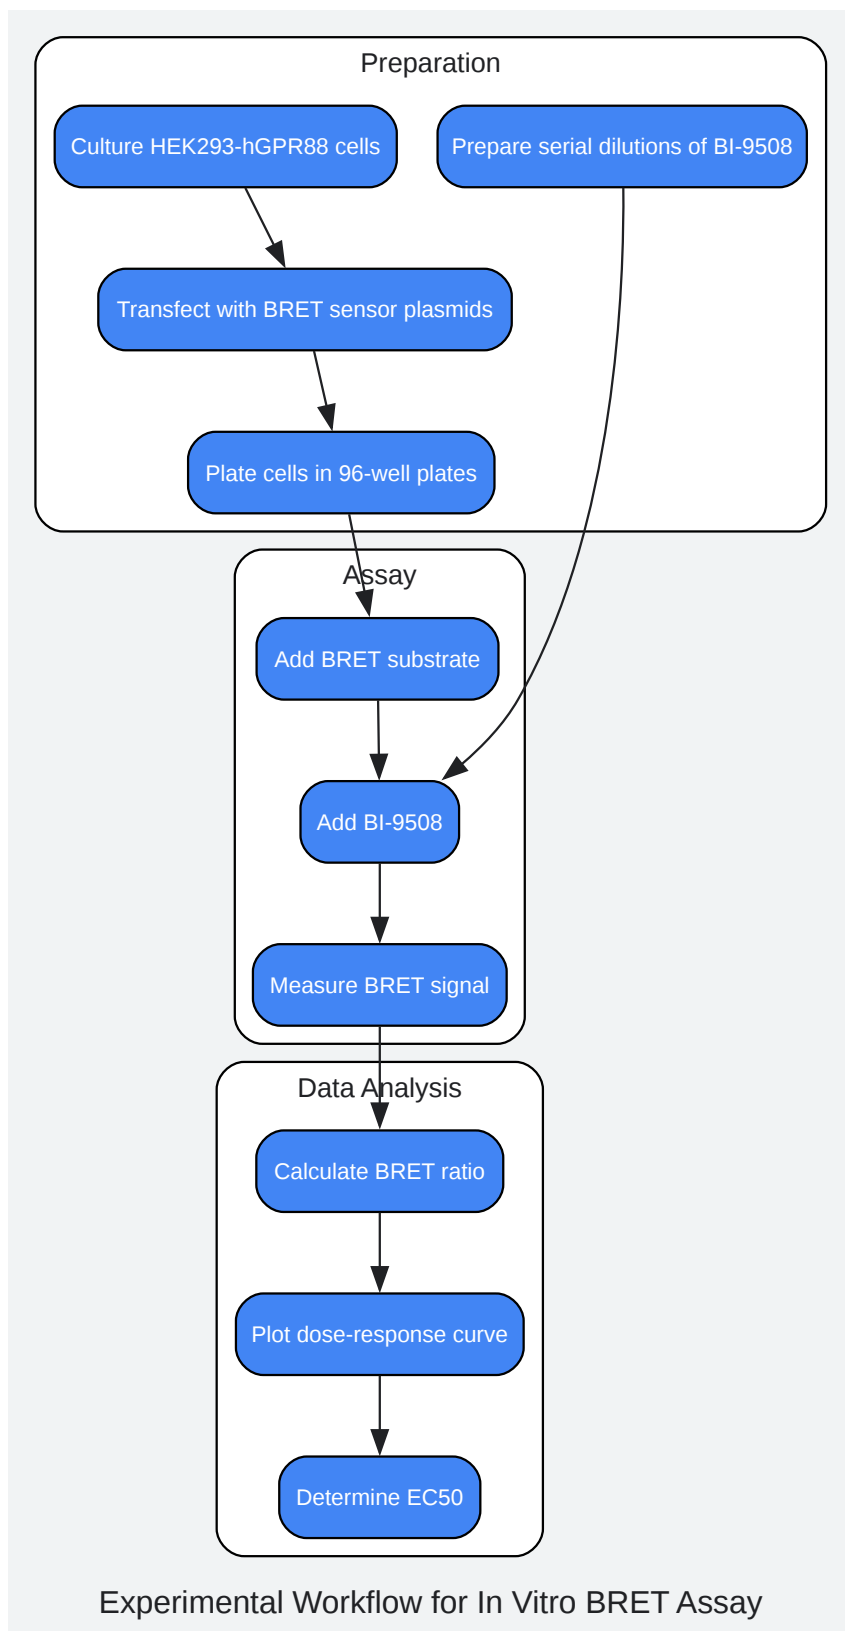 Preparation
Culture HEK293-hGPR88 cells
Prepare serial dilutions of BI-9508
Transfect with BRET sensor plasmids
Plate cells in 96-well plates
Assay
Add BRET substrate
Add BI-9508
Measure BRET signal
Data Analysis
Calculate BRET ratio
Plot dose-response curve
Determine EC50
Experimental Workflow for In Vitro BRET Assay